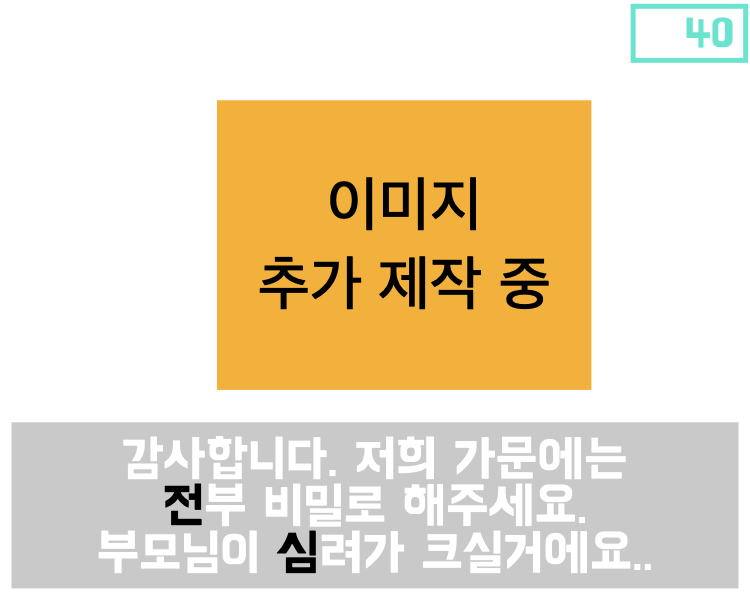 40
이미지
추가 제작 중
감사합니다. 저희 가문에는
전부 비밀로 해주세요.
부모님이 심려가 크실거에요..